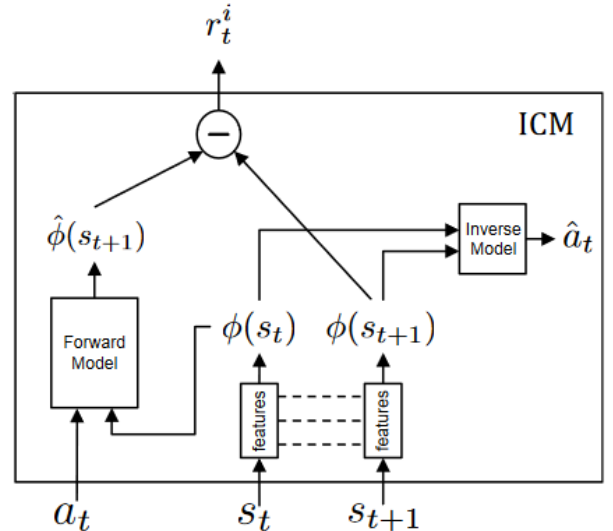 r_t^i
ICM
ϕ̂(s_{t+1})
Inverse
Model
â_t
Forward
Model
ϕ(s_t)
ϕ(s_{t+1})
features
features
a_t
s_t
s_{t+1}